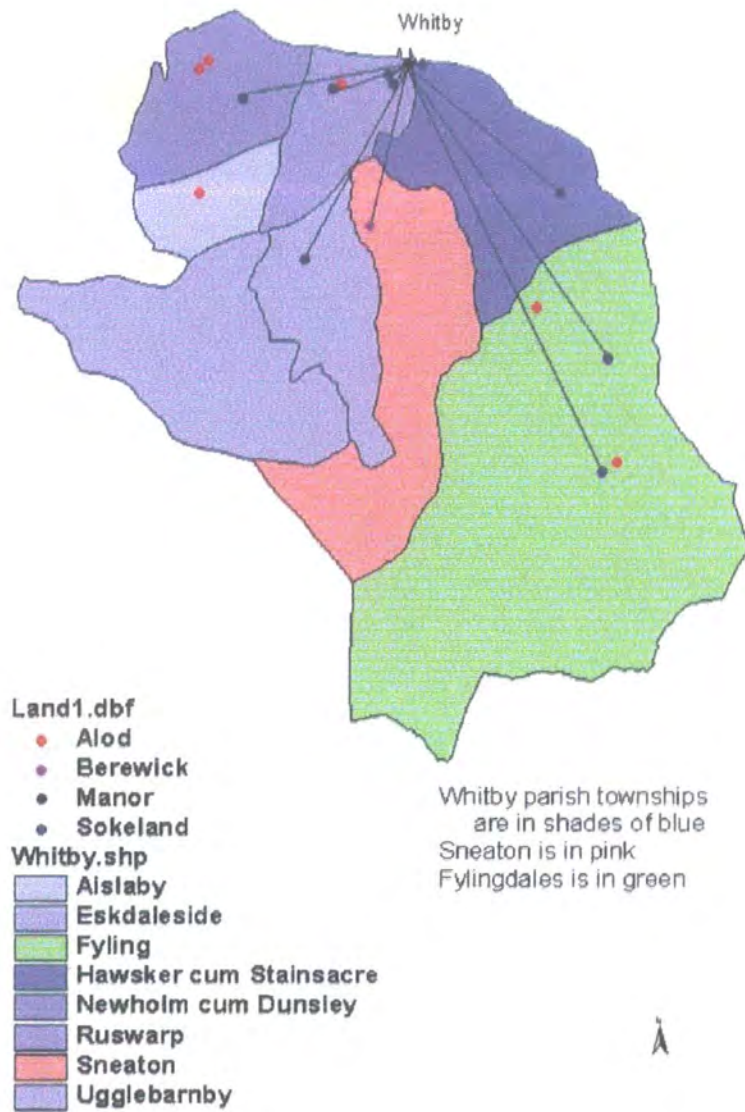 Whitby
Land1.dbf
Alod
Berewick
Manor
Sokeland
Whitby.shp
Aislaby
Eskdaleside
Fyling
Hawsker cum Stainsacre
Newholm cum Dunsley
Ruswarp
Sneaton
Ugglebarnby
Whitby parish townships
are in shades of blue
Sneaton is in pink
Fylingdales is in green